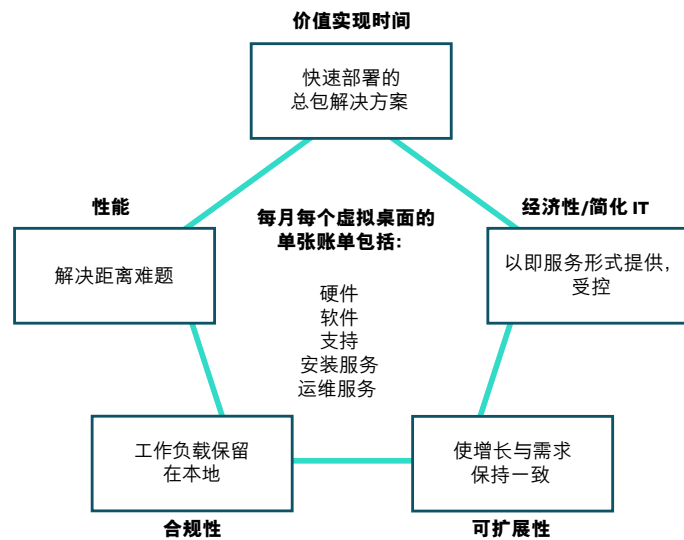 价值实现时间
快速部署的
总包解决方案
性能
解决距离难题
每月每个虚拟桌面的
单张账单包括：
硬件
软件
支持
安装服务
运维服务
经济性/简化 IT
以即服务形式提供，
受控
工作负载保留
在本地
合规性
使增长与需求
保持一致
可扩展性